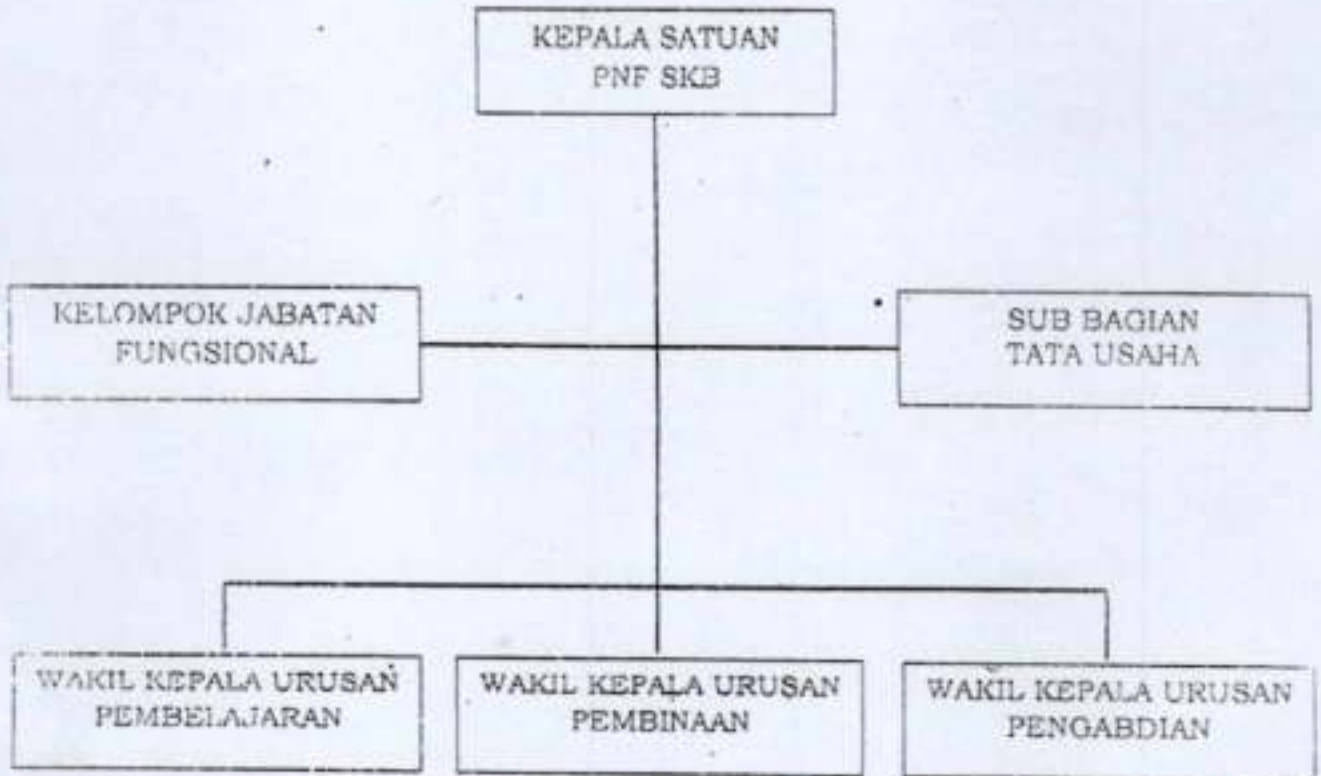 KEPALA SATUAN
PNF SKB
KELOMPOK JABATAN
FUNGSIONAL
SUB BAGIAN
TATA USAHA
WAKIL KEPALA URUSAN
PEMBELAJARAN
WAKIL KEPALA URUSAN
PEMBINAAN
WAKIL KEPALA URUSAN
PENGABDIAN